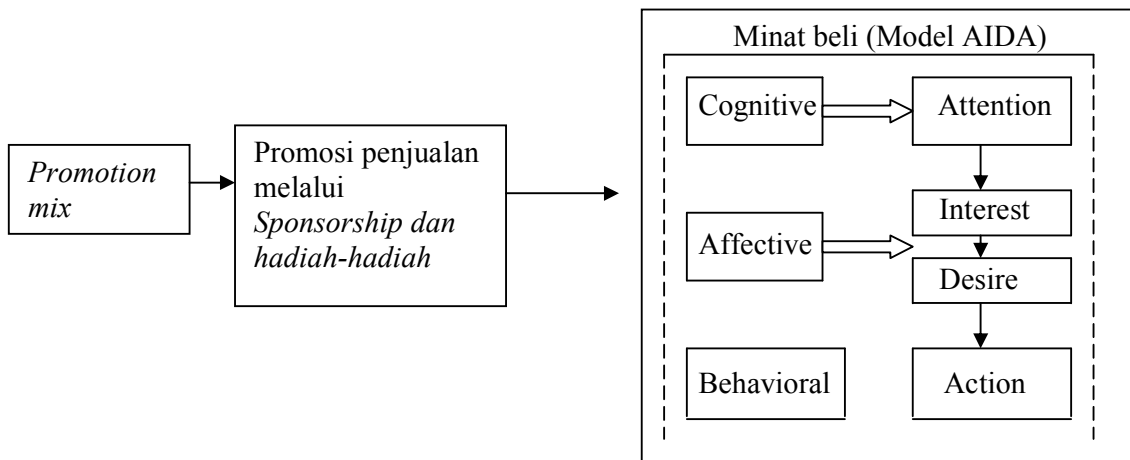 Minat beli (Model AIDA)
Cognitive
Attention
Promotion
mix
Promosi penjualan
melalui
Sponsorship dan
hadiah-hadiah
Interest
Affective
Desire
Behavioral
Action